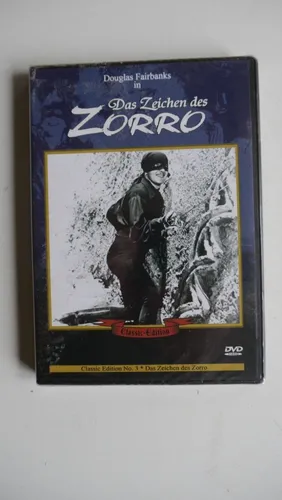 Douglas Fairbanks
in
Das Zeichen des
ZORRO
Classic-Edition
DVD
Classic Edition No. 3 * Das Zeichen des Zorro